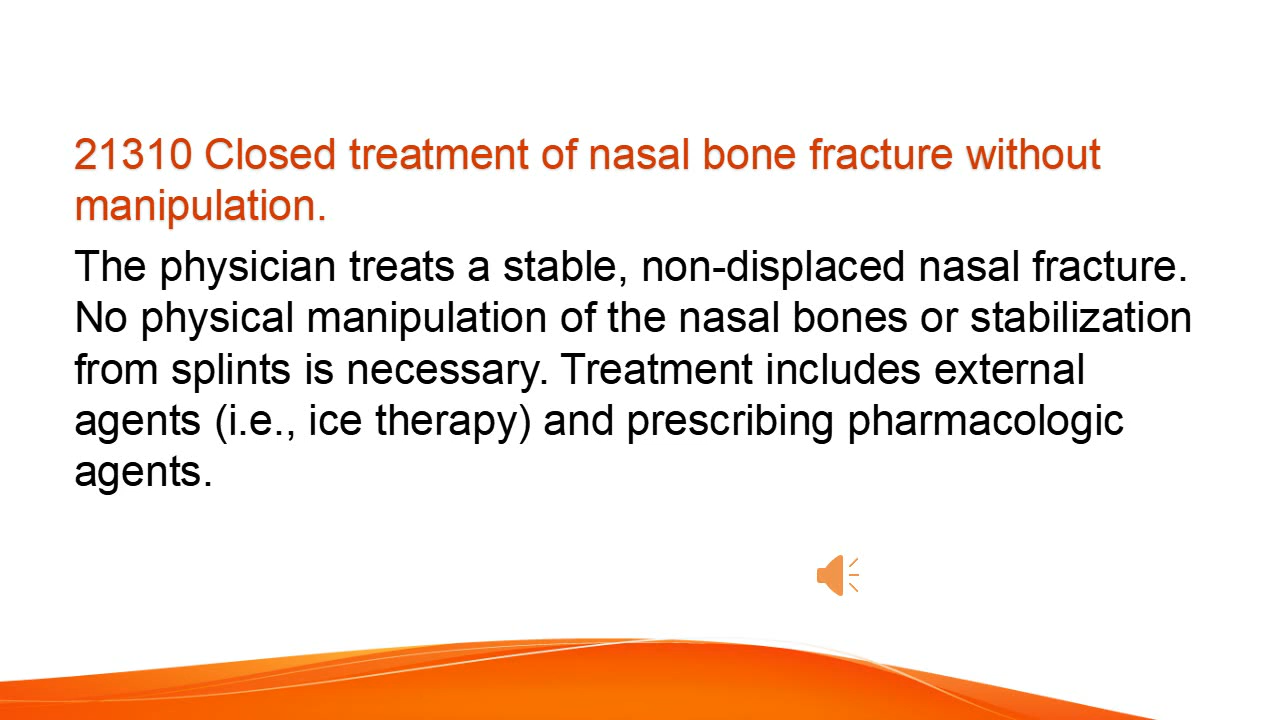 21310 Closed treatment of nasal bone fracture without
manipulation.
The physician treats a stable, non-displaced nasal fracture.
No physical manipulation of the nasal bones or stabilization
from splints is necessary. Treatment includes external
agents (i.e., ice therapy) and prescribing pharmacologic
agents.